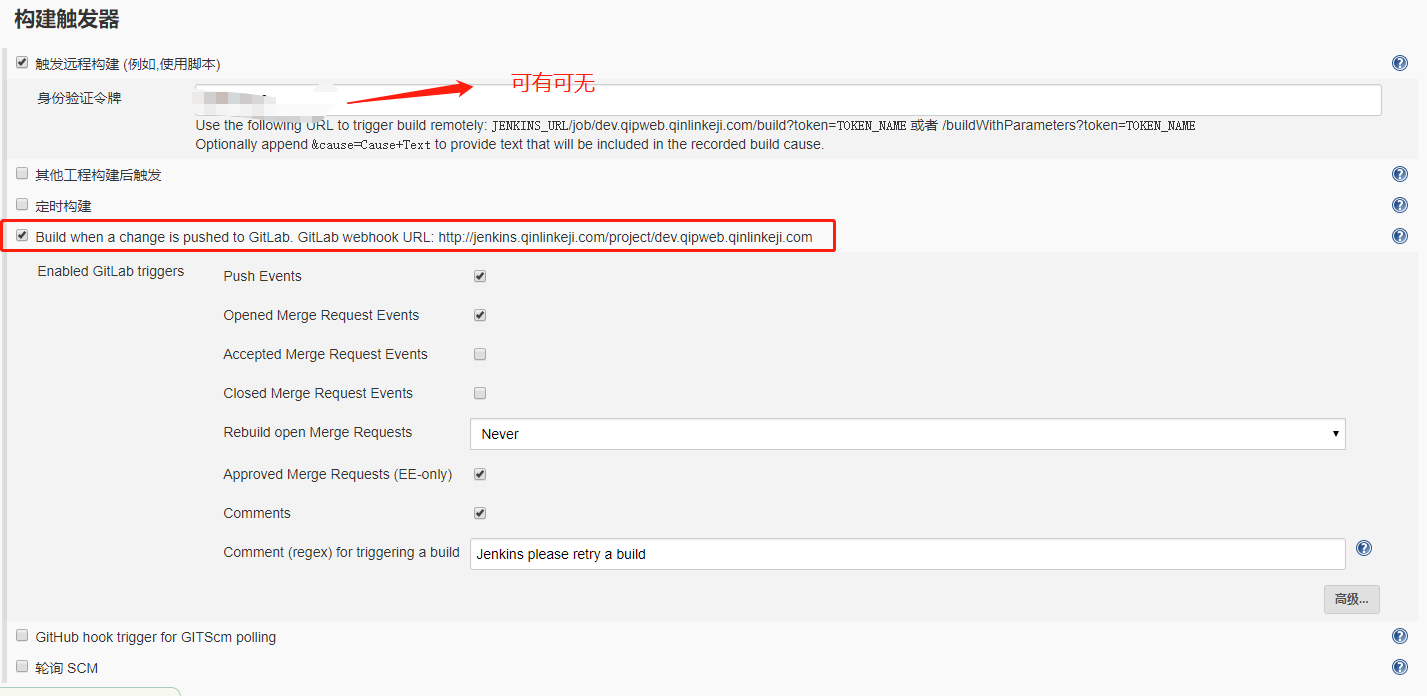 构建触发器
触发远程构建 (例如,使用脚本)
可有可无
身份验证令牌
Use the following URL to trigger build remotely: JENKINS_URL/job/dev.qipweb.qinlinkeji.com/build?token=TOKEN_NAME 或者 /buildWithParameters?token=TOKEN_NAME
Optionally append &cause=Cause+Text to provide text that will be included in the recorded build cause.
其他工程构建后触发
定时构建
Build when a change is pushed to GitLab. GitLab webhook URL: http://jenkins.qinlinkeji.com/project/dev.qipweb.qinlinkeji.com
Enabled GitLab triggers
Push Events
Opened Merge Request Events
Accepted Merge Request Events
Closed Merge Request Events
Rebuild open Merge Requests
Never
Approved Merge Requests (EE-only)
Comments
Comment (regex) for triggering a build
Jenkins please retry a build
高级...
GitHub hook trigger for GITScm polling
轮询 SCM